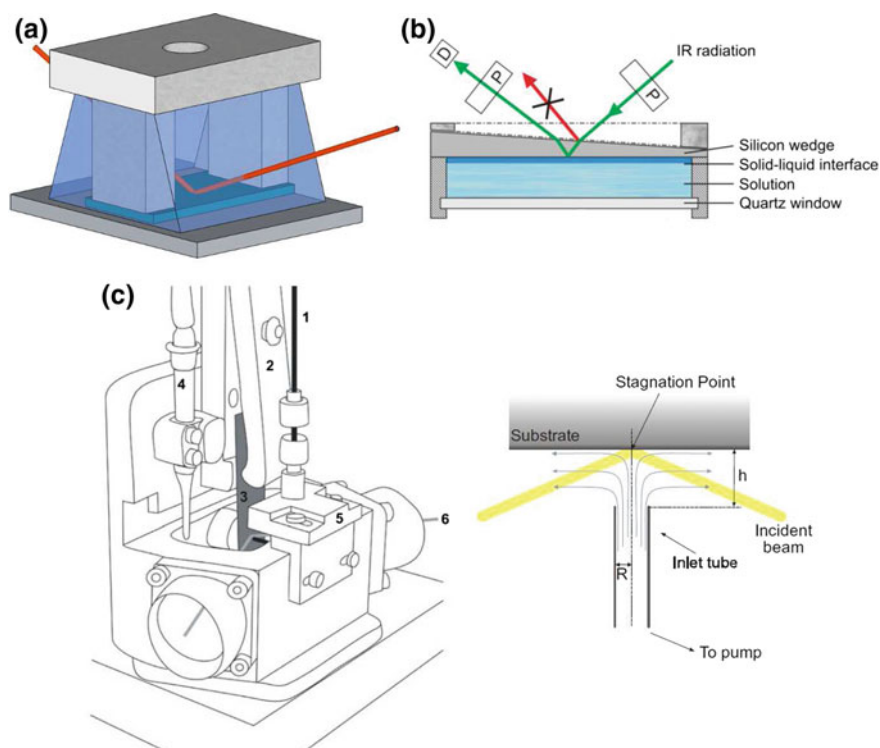 (a)
(b)
D
P
X
P
IR radiation
Silicon wedge
Solid-liquid interface
Solution
Quartz window
(c)
1
2
4
3
5
6
Stagnation Point
Substrate
h
Incident
beam
Inlet tube
R
To pump